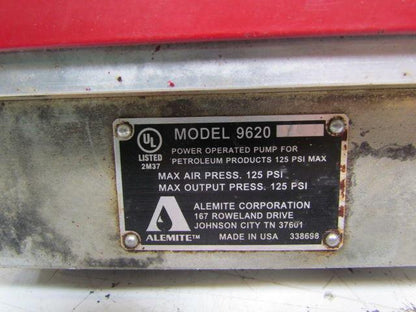 UL
LISTED
2M37
MODEL 9620
POWER OPERATED PUMP FOR
PETROLEUM PRODUCTS 125 PSI MAX
MAX AIR PRESS. 125 PSI
MAX OUTPUT PRESS. 125 PSI
ALEMITE CORPORATION
167 ROWELAND DRIVE
JOHNSON CITY TN 37601
ALEMITE™
MADE IN USA 338698